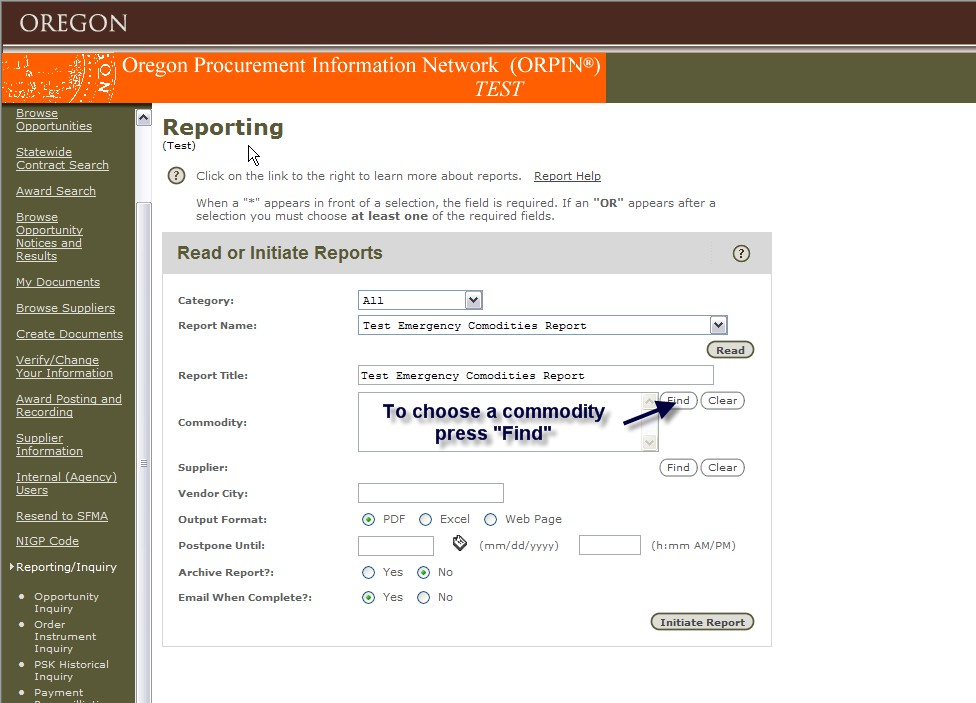 OREGON
Oregon Procurement Information Network (ORPIN®)
TEST
Browse
Opportunities
Statewide
Contract Search
Award Search
Browse
Opportunity
Notices and
Results
My Documents
Browse Suppliers
Create Documents
Verify/Change
Your Information
Award Posting and
Recording
Supplier
Information
Internal (Agency)
Users
Resend to SFMA
NIGP Code
Reporting/Inquiry
Opportunity
Inquiry
Order
Instrument
Inquiry
PSK Historical
Inquiry
Payment
Reporting
(Test)
? Click on the link to the right to learn more about reports. Report Help
When a "*" appears in front of a selection, the field is required. If an "OR" appears after a
selection you must choose at least one of the required fields.
Read or Initiate Reports ?
Category: All
Report Name: Test Emergency Comodities Report
Read
Report Title: Test Emergency Comodities Report
Find Clear
To choose a commodity
press "Find"
Commodity:
Supplier: Find Clear
Vendor City:
Output Format: PDF Excel Web Page
Postpone Until: (mm/dd/yyyy) (h:mm AM/PM)
Archive Report?: Yes No
Email When Complete?: Yes No
Initiate Report